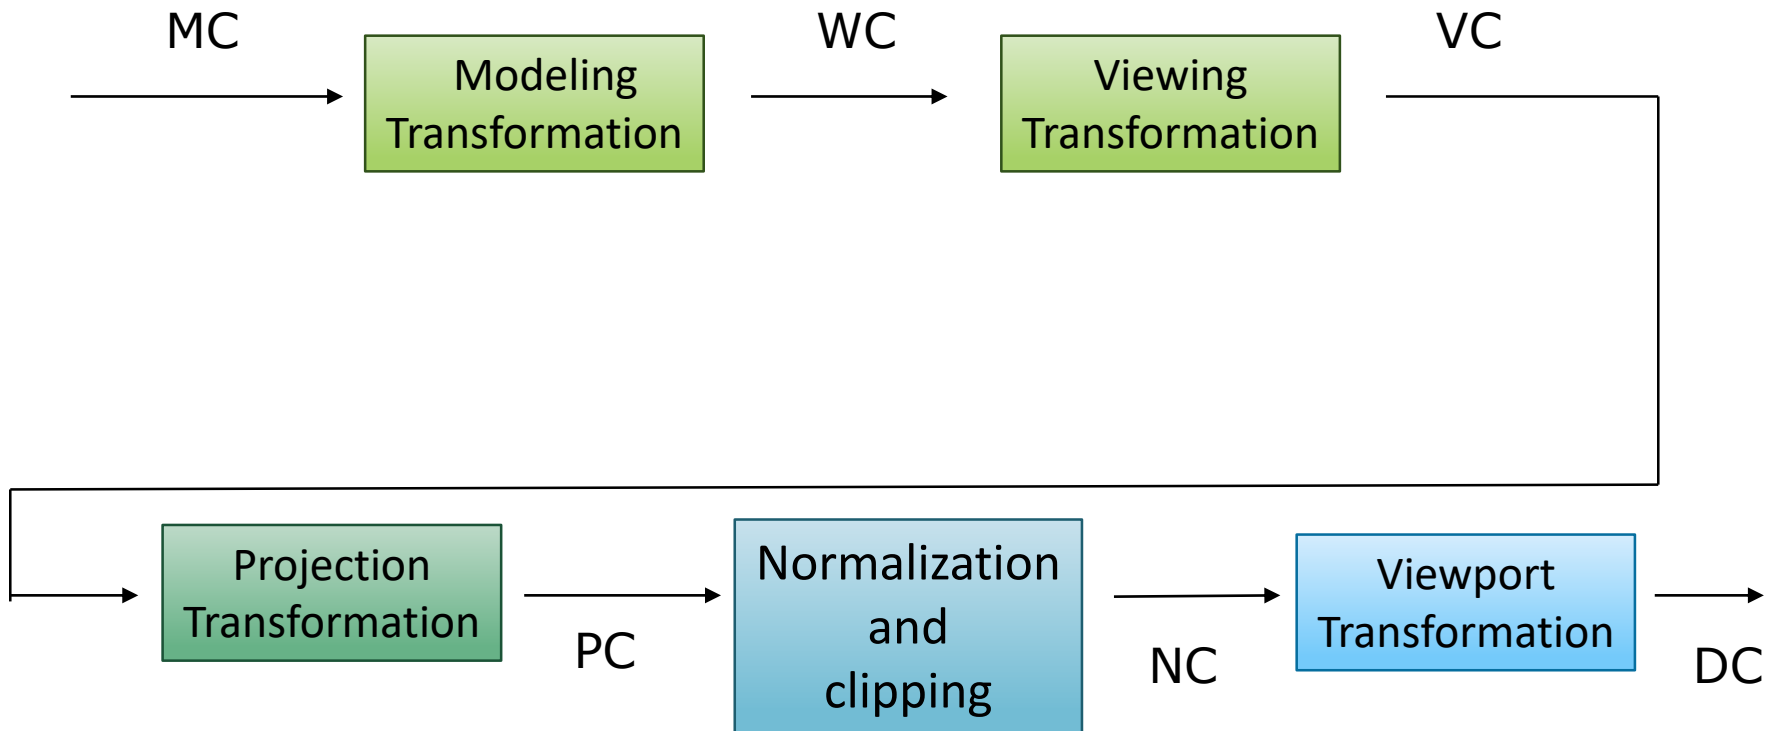 MC
WC
VC
Modeling
Transformation
Viewing
Transformation
Projection
Transformation
PC
Normalization
and
clipping
NC
Viewport
Transformation
DC